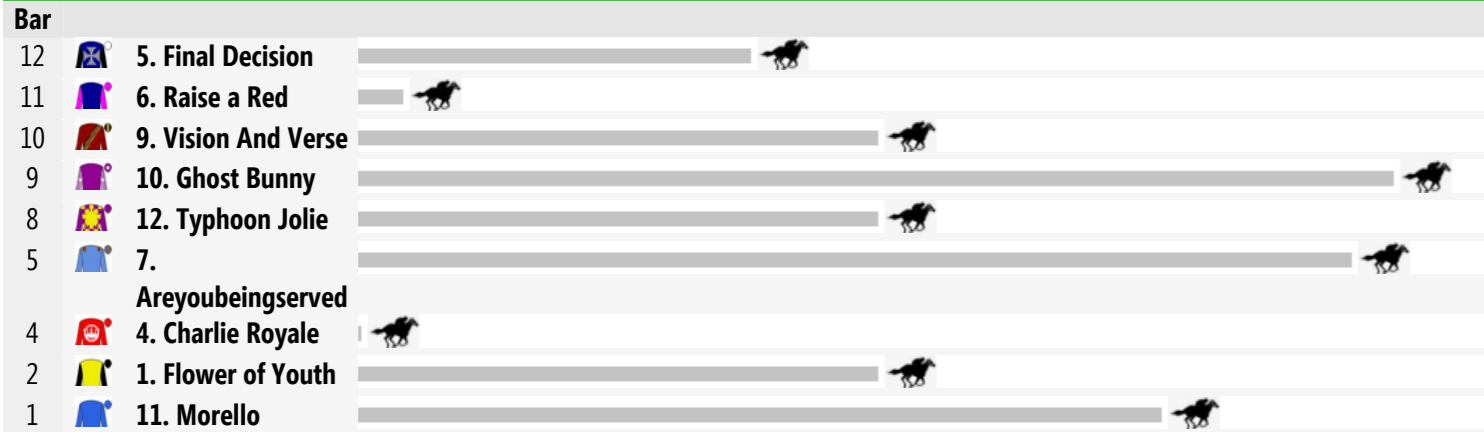 Bar
12 5. Final Decision
11 6. Raise a Red
10 9. Vision And Verse
9 10. Ghost Bunny
8 12. Typhoon Jolie
5 7.
Areyoubeingserved
4 4. Charlie Royale
2 1. Flower of Youth
1 11. Morello